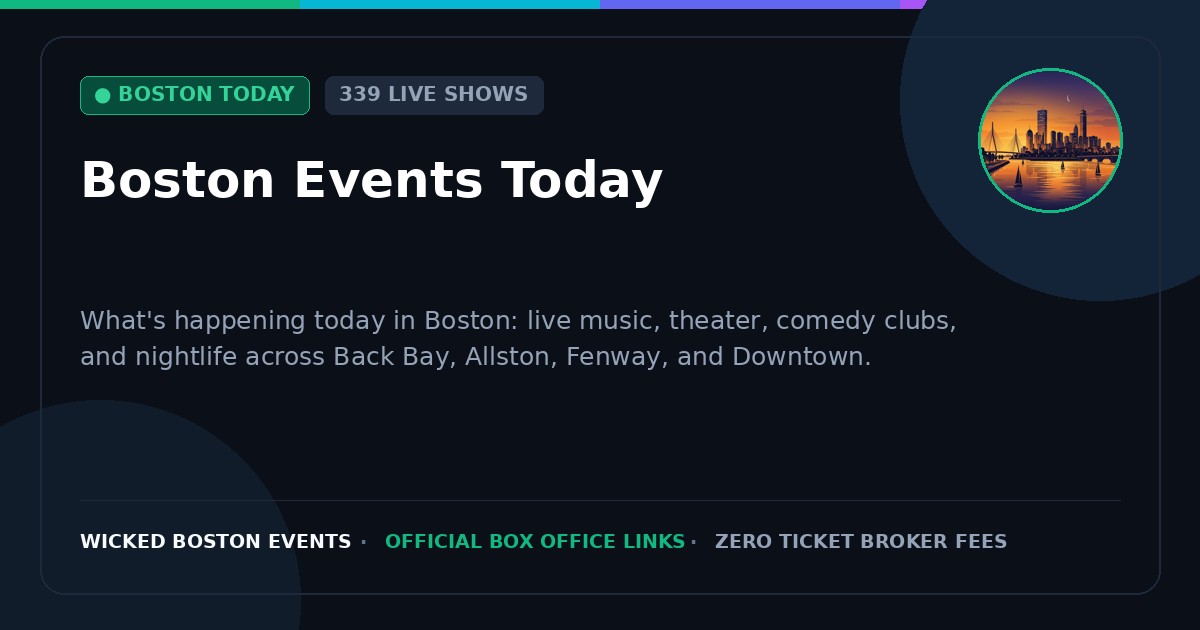 BOSTON TODAY
339 LIVE SHOWS
Boston Events Today
What's happening today in Boston: live music, theater, comedy clubs,
and nightlife across Back Bay, Allston, Fenway, and Downtown.
WICKED BOSTON EVENTS · OFFICIAL BOX OFFICE LINKS · ZERO TICKET BROKER FEES